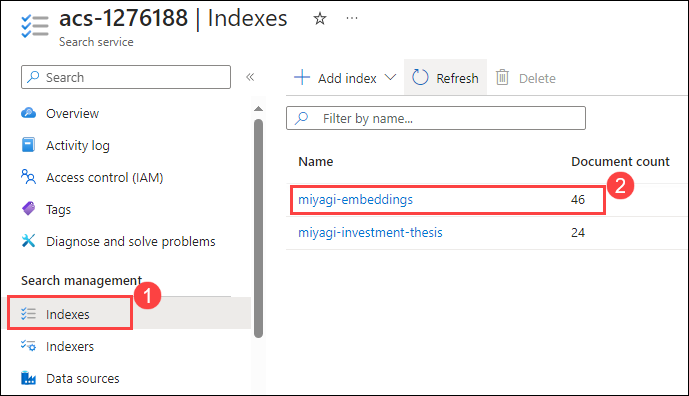 acs-1276188 | Indexes ☆ ···
Search service
Search «
Overview
Activity log
Access control (IAM)
Tags
Diagnose and solve problems
Search management
Indexes 1
Indexers
Data sources
+ Add index Refresh Delete
Filter by name...
Name Document count
2
miyagi-embeddings 46
miyagi-investment-thesis 24